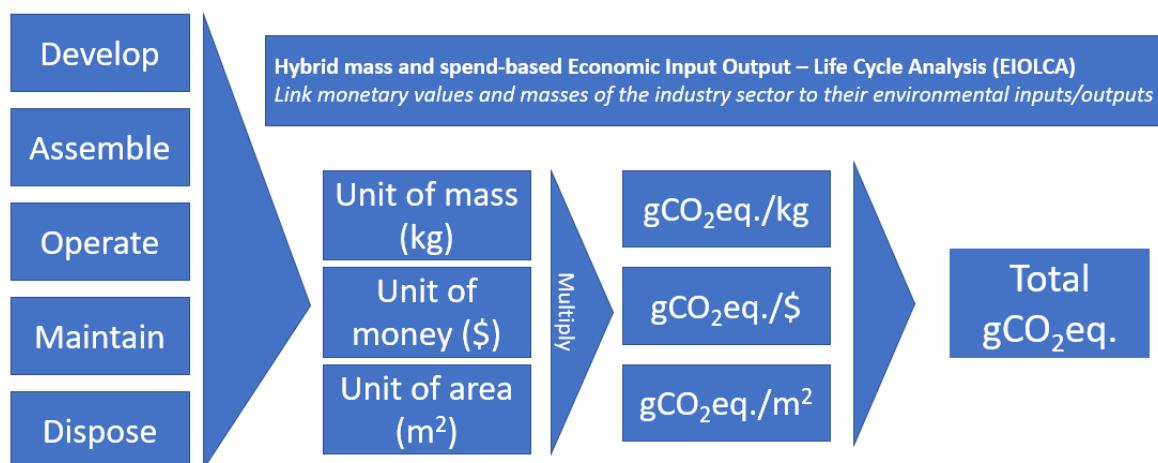 Develop
Assemble
Operate
Maintain
Dispose
Hybrid mass and spend-based Economic Input Output – Life Cycle Analysis (EIOLCA)
Link monetary values and masses of the industry sector to their environmental inputs/outputs
Unit of mass
(kg)
Unit of
money ($)
Unit of area
(m²)
Multiply
gCO₂eq./kg
gCO₂eq./$
gCO₂eq./m²
Total
gCO₂eq.